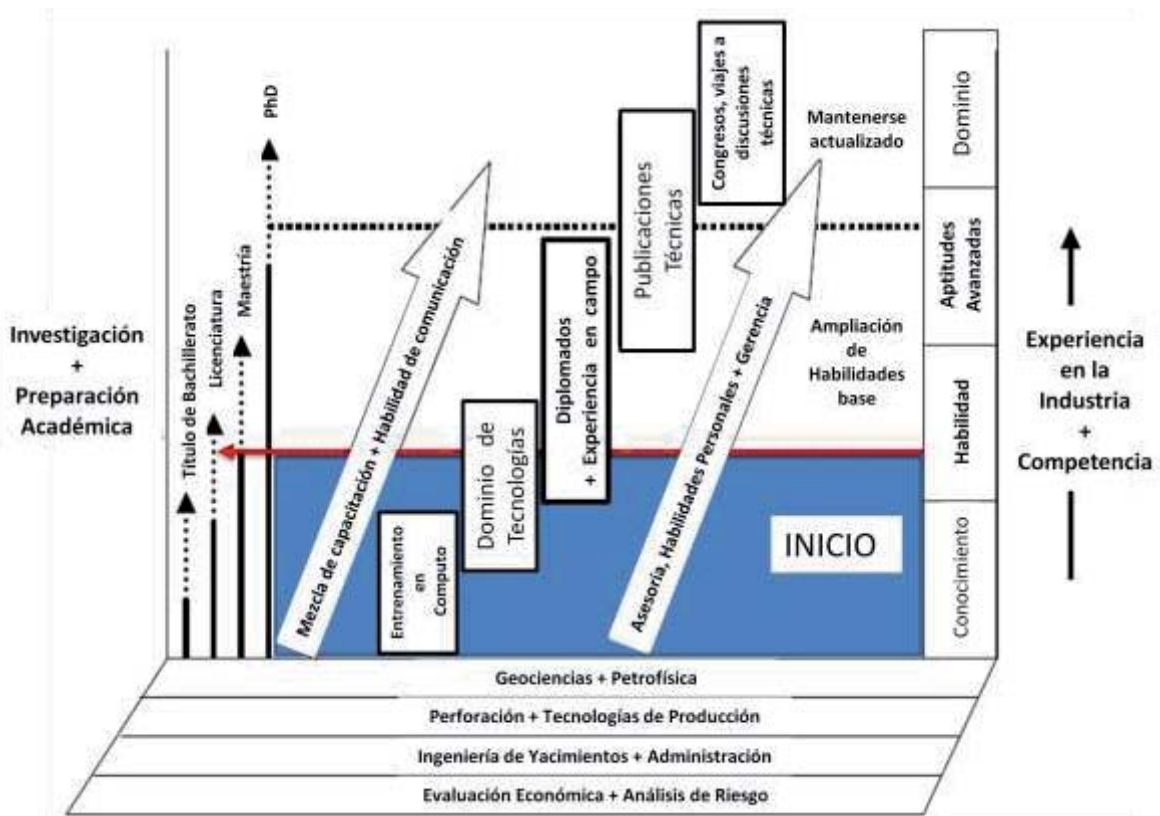 Investigación
+
Preparación
Académica
Título de Bachillerato
Licenciatura
Maestría
PhD
Mezcla de capacitación + Habilidad de comunicación
Entrenamiento
en
Computo
Dominio de
Tecnologías
Diplomados
+ Experiencia en campo
Publicaciones
Técnicas
Congresos, viajes a
discusiones
técnicas
Asesoría, Habilidades Personales + Gerencia
Mantenerse
actualizado
Ampliación
de
Habilidades
base
INICIO
Dominio
Aptitudes
Avanzadas
Habilidad
Conocimiento
Experiencia
en la
Industria
+
Competencia
Geociencias + Petrofísica
Perforación + Tecnologías de Producción
Ingeniería de Yacimientos + Administración
Evaluación Económica + Análisis de Riesgo